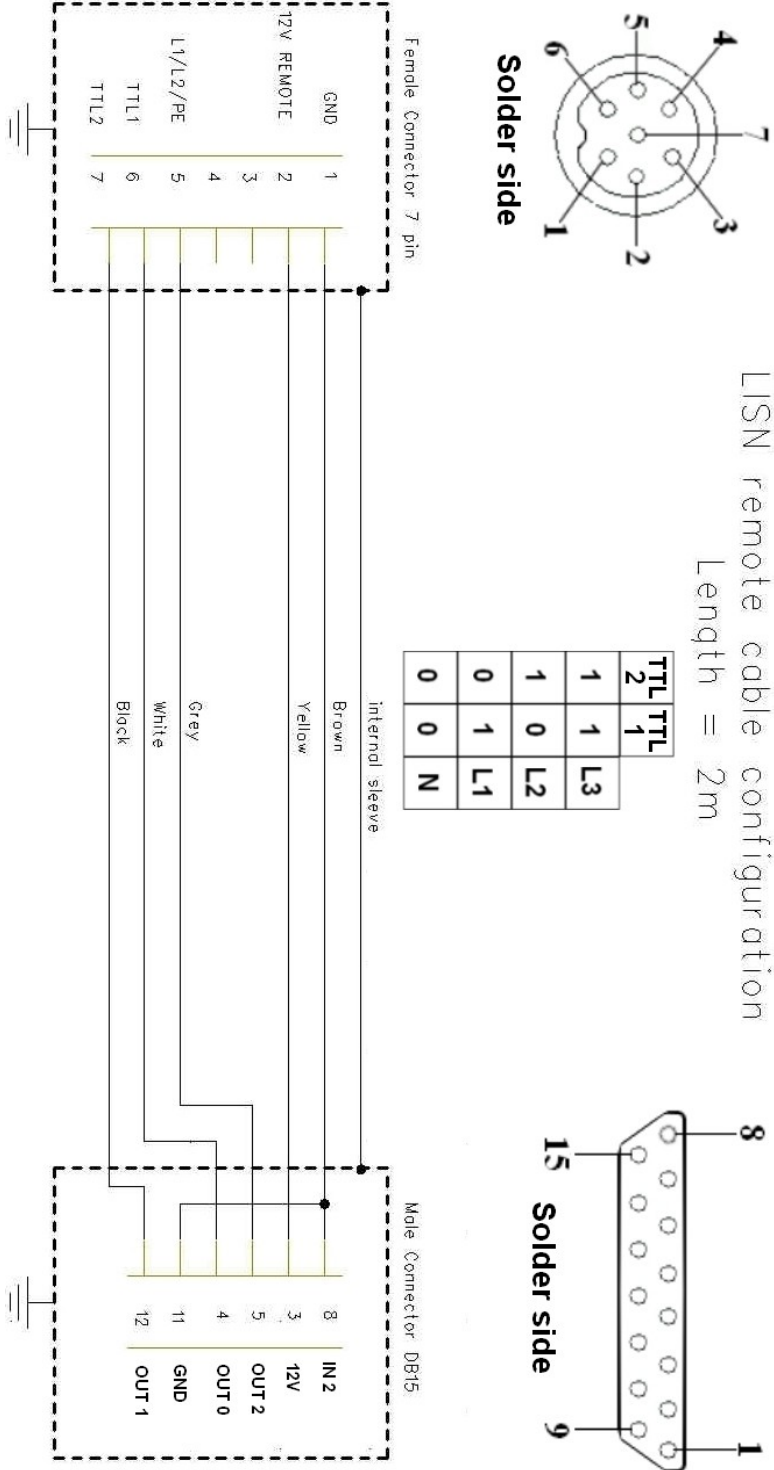 LISN remote cable configuration
Length = 2m
4
5
6
7
3
2
1
Solder side
8
1
15
9
Solder side
TTL 2 TTL 1
1 1 L3
1 0 L2
0 1 L1
0 0 N
Female Connector 7 pin
GND 1
12V REMOTE 2
3
4
L1/L2/PE 5
TTL1 6
TTL2 7
internal sleeve
Brown
Yellow
Grey
White
Black
Male Connector DB15
8 IN 2
3 12V
5 OUT 2
4 OUT 0
11 GND
12 OUT 1